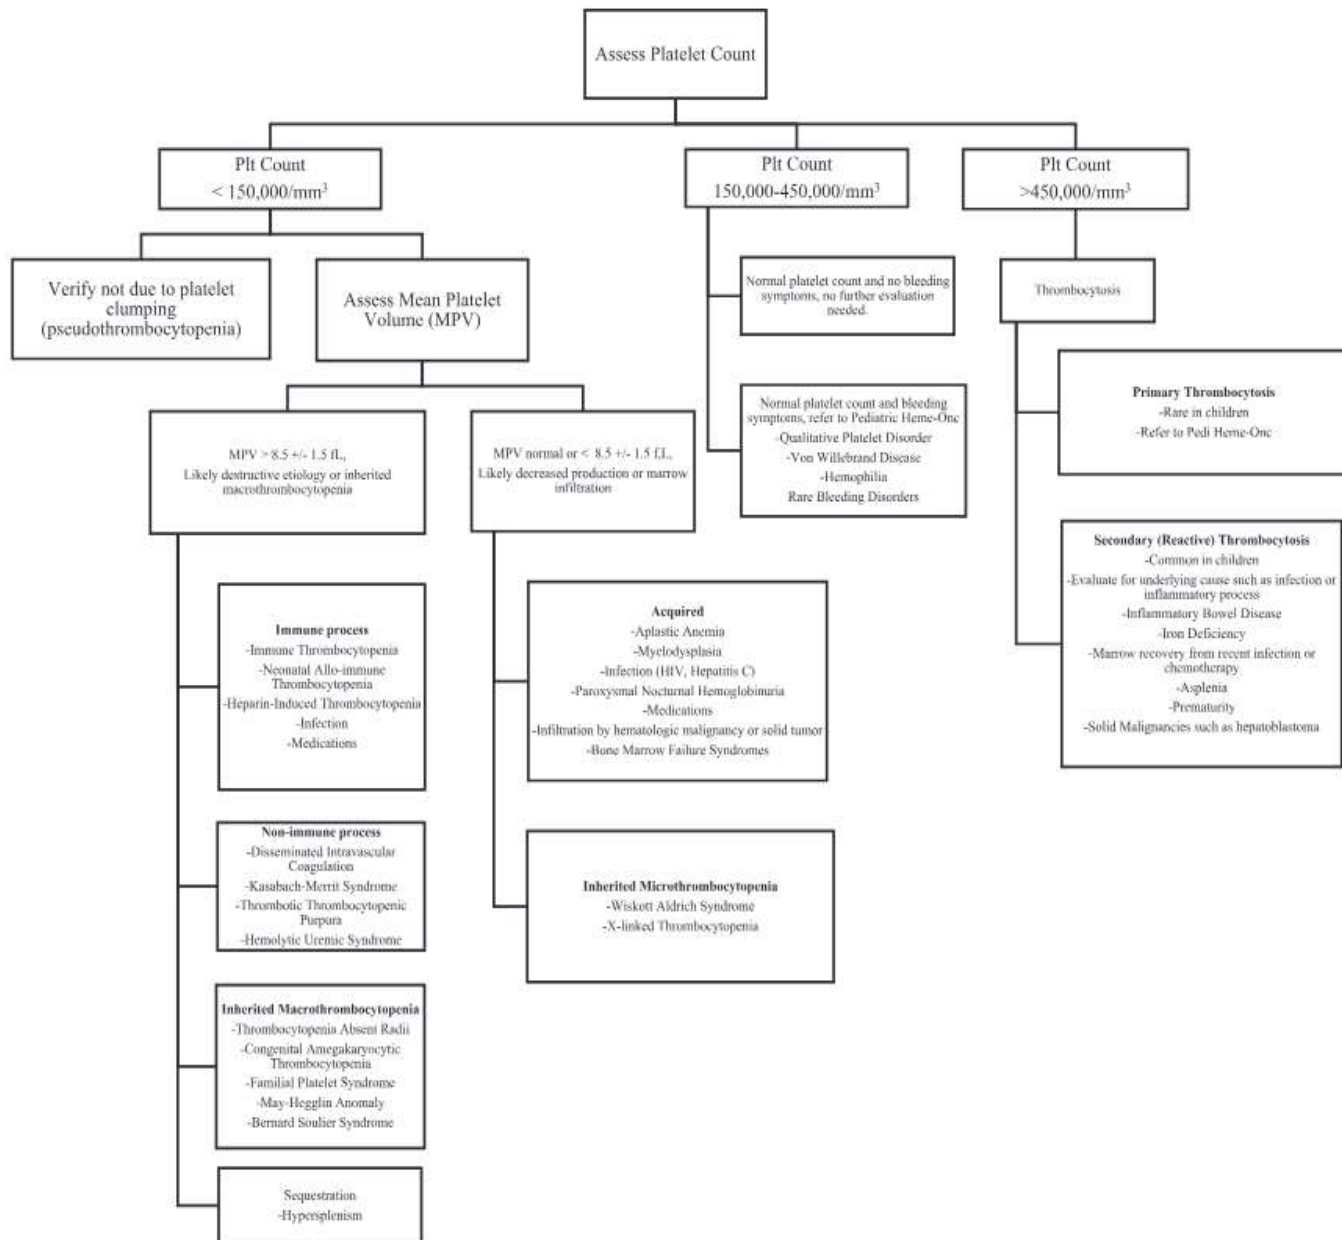 Assess Platelet Count
Plt Count
< 150,000/mm³
Plt Count
150,000-450,000/mm³
Plt Count
>450,000/mm³
Verify not due to platelet
clumping
(pseudothrombocytopenia)
Assess Mean Platelet
Volume (MPV)
Normal platelet count and no bleeding
symptoms, no further evaluation
needed.
Thrombocytosis
MPV > 8.5 +/- 1.5 fL,
Likely destructive etiology or inherited
macrothrombocytopenia
MPV normal or < 8.5 +/- 1.5 f,L,
Likely decreased production or marrow
infiltration
Normal platelet count and bleeding
symptoms, refer to Pediatric Heme-Onc
-Qualitative Platelet Disorder
-Von Willebrand Disease
-Hemophilia
Rare Bleeding Disorders
Primary Thrombocytosis
-Rare in children
-Refer to Pedi Heme-Onc
Secondary (Reactive) Thrombocytosis
-Common in children
-Evaluate for underlying cause such as infection or
inflammatory process
-Inflammatory Bowel Disease
-Iron Deficiency
-Marrow recovery from recent infection or
chemotherapy
-Asplenia
-Prematurity
-Solid Malignancies such as hepatoblastoma
Immune process
-Immune Thrombocytopenia
-Neonatal Allo-immune
Thrombocytopenia
-Heparin-Induced Thrombocytopenia
-Infection
-Medications
Acquired
-Aplastic Anemia
-Myelodysplasia
-Infection (HIV, Hepatitis C)
-Paroxysmal Nocturnal Hemoglobinuria
-Medications
-Infiltration by hematologic malignancy or solid tumor
-Bone Marrow Failure Syndromes
Non-immune process
-Disseminated Intravascular
Coagulation
-Kasabach-Merrit Syndrome
-Thrombotic Thrombocytopenic
Purpura
-Hemolytic Uremic Syndrome
Inherited Microthrombocytopenia
-Wiskott Aldrich Syndrome
-X-linked Thrombocytopenia
Inherited Macrothrombocytopenia
-Thrombocytopenia Absent Radii
-Congenital Amegakaryocytic
Thrombocytopenia
-Familial Platelet Syndrome
-May-Hegglin Anomaly
-Bernard Soulier Syndrome
Sequestration
-Hypersplenism